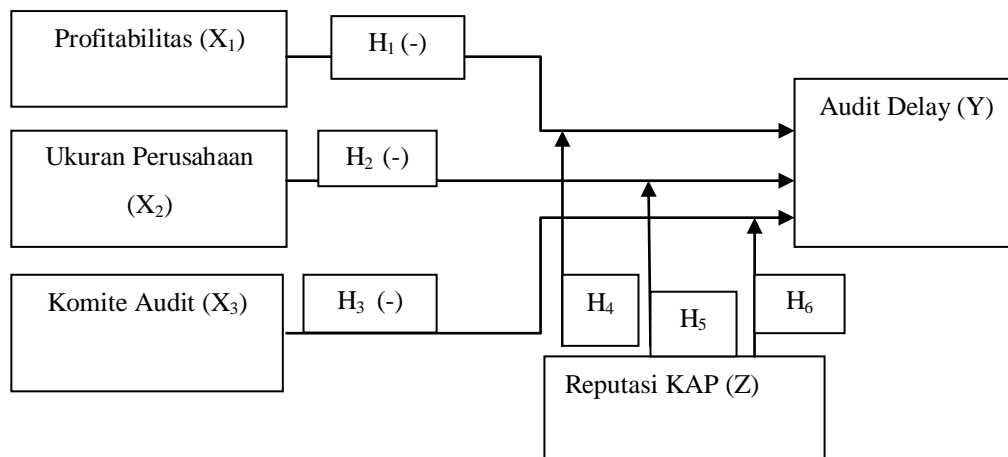 Profitabilitas (X₁)
H₁ (-)
Audit Delay (Y)
Ukuran Perusahaan
(X₂)
H₂ (-)
Komite Audit (X₃)
H₃ (-)
H₄
H₅
H₆
Reputasi KAP (Z)